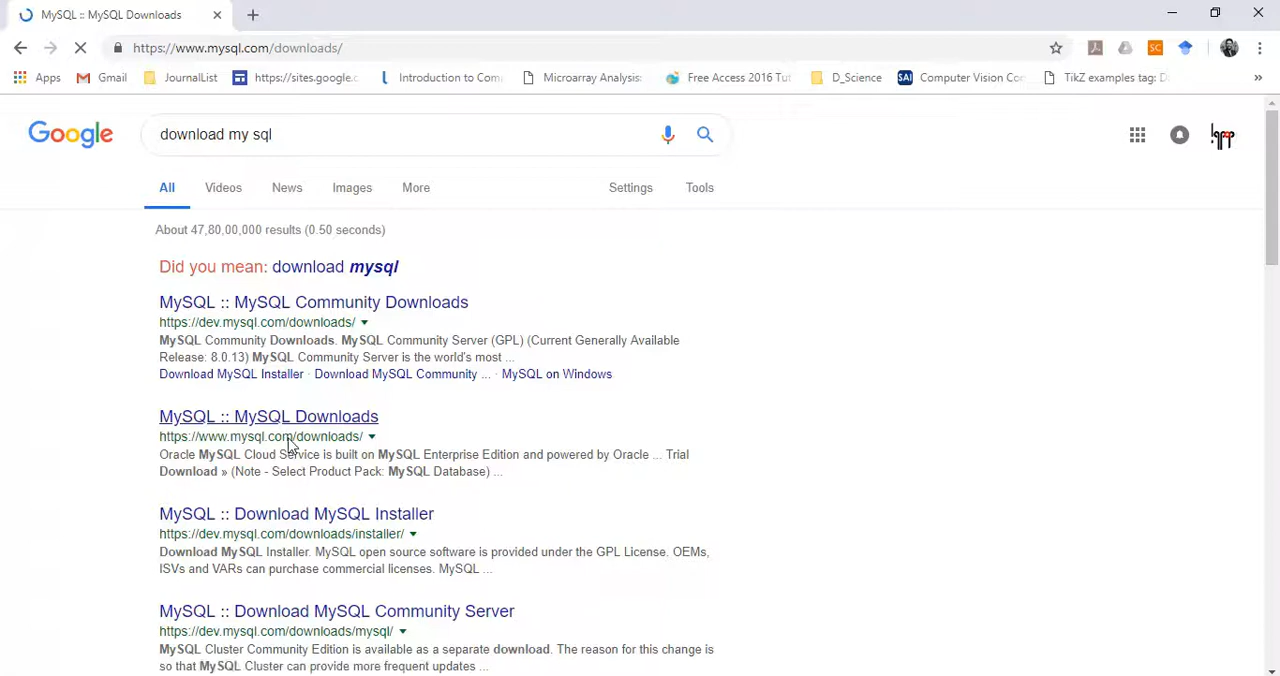 MySQL :: MySQL Downloads
https://www.mysql.com/downloads/
SC
Apps Gmail JournalList https://sites.google.c Introduction to Com Microarray Analysis: Free Access 2016 Tut D_Science SAI Computer Vision Co TikZ examples tag: D »
Google download my sql
All Videos News Images More Settings Tools
About 47,80,00,000 results (0.50 seconds)
Did you mean: download mysql
MySQL :: MySQL Community Downloads
https://dev.mysql.com/downloads/
MySQL Community Downloads. MySQL Community Server (GPL) (Current Generally Available
Release: 8.0.13) MySQL Community Server is the world's most ...
Download MySQL Installer · Download MySQL Community ... · MySQL on Windows
MySQL :: MySQL Downloads
https://www.mysql.com/downloads/
Oracle MySQL Cloud Service is built on MySQL Enterprise Edition and powered by Oracle ... Trial
Download » (Note - Select Product Pack: MySQL Database) ...
MySQL :: Download MySQL Installer
https://dev.mysql.com/downloads/installer/
Download MySQL Installer. MySQL open source software is provided under the GPL License. OEMs,
ISVs and VARs can purchase commercial licenses. MySQL ...
MySQL :: Download MySQL Community Server
https://dev.mysql.com/downloads/mysql/
MySQL Cluster Community Edition is available as a separate download. The reason for this change is
so that MySQL Cluster can provide more frequent updates ...